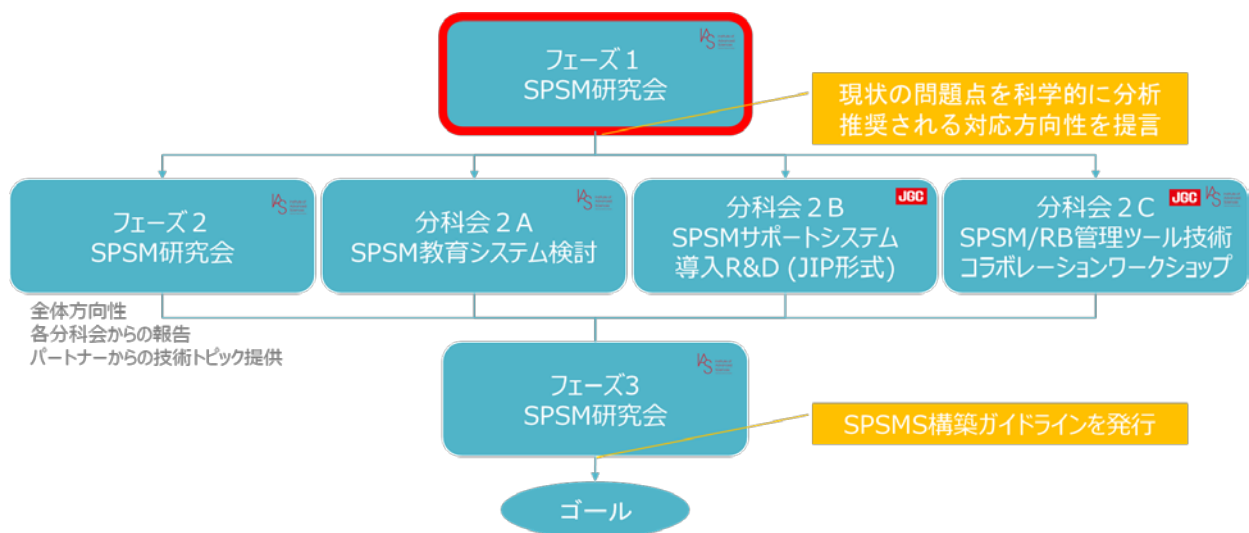 フェーズ１
SPSM研究会
現状の問題点を科学的に分析
推奨される対応方向性を提言
フェーズ２
SPSM研究会
分科会２A
SPSM教育システム検討
JGC
分科会２B
SPSMサポートシステム
導入R&D (JIP形式)
JGC
分科会２C
SPSM/RB管理ツール技術
コラボレーションワークショップ
全体方向性
各分科会からの報告
パートナーからの技術トピック提供
フェーズ3
SPSM研究会
SPSMS構築ガイドラインを発行
ゴール